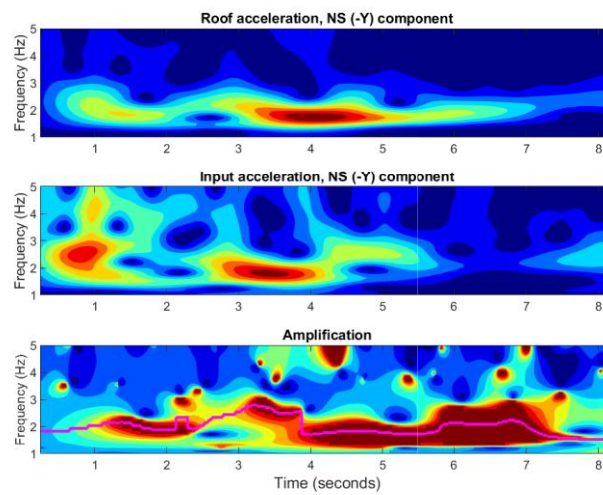 Roof acceleration, NS (-Y) component
Frequency (Hz)
5
4
3
2
1
1 2 3 4 5 6 7 8
Input acceleration, NS (-Y) component
Frequency (Hz)
5
4
3
2
1
1 2 3 4 5 6 7 8
Amplification
Frequency (Hz)
5
4
3
2
1
1 2 3 4 5 6 7 8
Time (seconds)